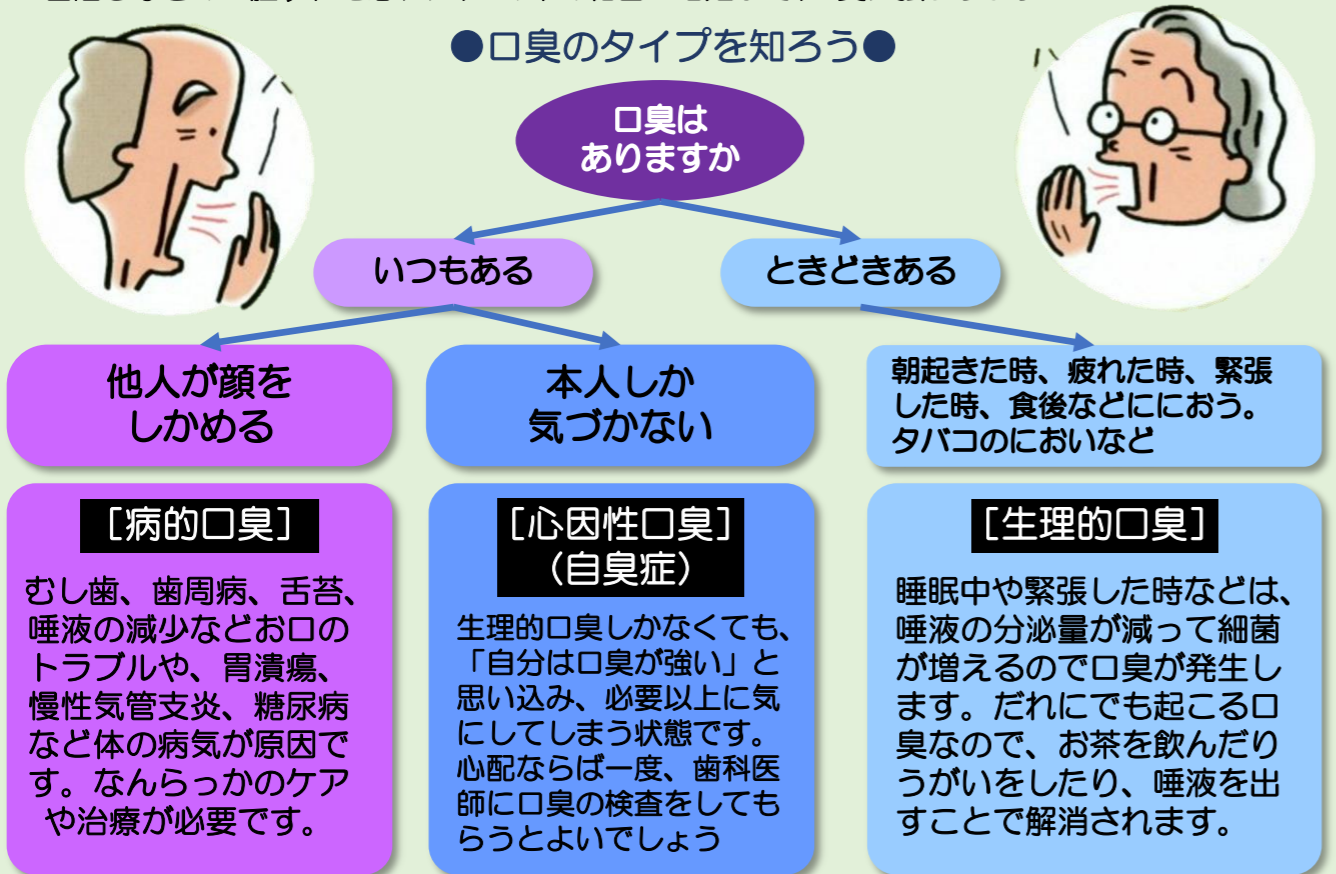 ●口臭のタイプを知ろう●
口臭は
ありますか
いつもある
ときどきある
他人が顔を
しかめる
本人しか
気づかない
朝起きた時、疲れた時、緊張
した時、食後などににおう。
タバコのにおいなど
[病的口臭]
むし歯、歯周病、舌苔、
唾液の減少などお口の
トラブルや、胃潰瘍、
慢性気管支炎、糖尿病
など体の病気が原因で
す。なんらっかのケア
や治療が必要です。
[心因性口臭]
(自臭症)
生理的口臭しかなくても、
「自分は口臭が強い」と
思い込み、必要以上に気
にしてしまう状態です。
心配ならば一度、歯科医
師に口臭の検査をしても
らうとよいでしょう
[生理的口臭]
睡眠中や緊張した時などは、
唾液の分泌量が減って細菌
が増えるので口臭が発生し
ます。だれにでも起こる口
臭なので、お茶を飲んだり
うがいをしたり、唾液を出
すことで解消されます。